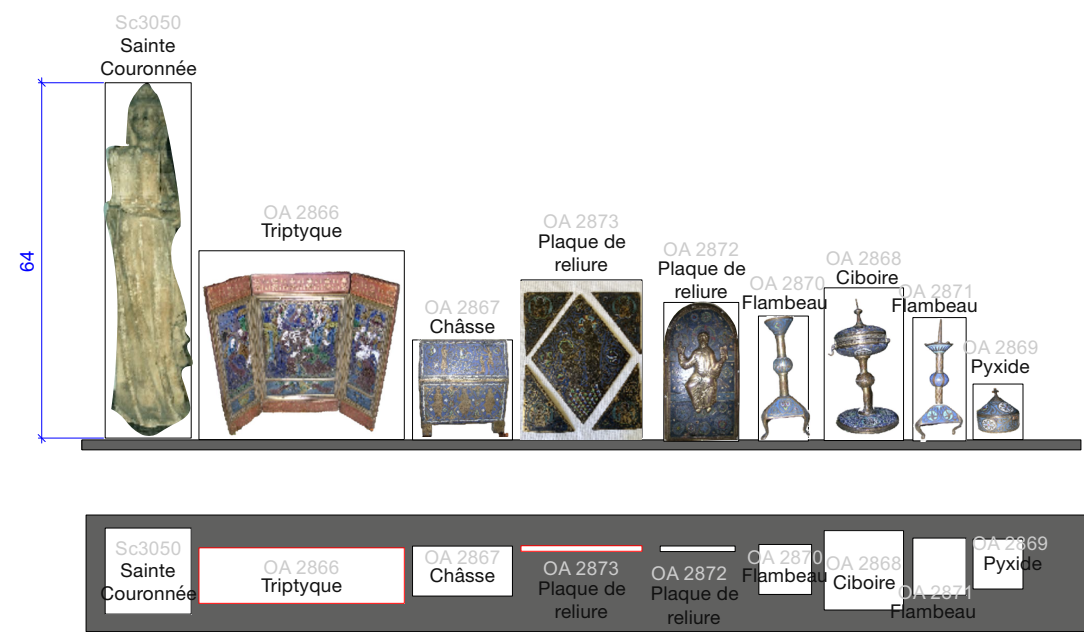 Sc3050
Sainte
Couronnée
64
OA 2866
Triptyque
OA 2867
Châsse
OA 2873
Plaque de
reliure
OA 2872
Plaque de
reliure
OA 2870
Flambeau
OA 2868
Ciboire
OA 2871
Flambeau
OA 2869
Pyxide
Sc3050
Sainte
Couronnée
OA 2866
Triptyque
OA 2867
Châsse
OA 2873
Plaque de
reliure
OA 2872
Plaque de
reliure
OA 2870
Flambeau
OA 2868
Ciboire
OA 2871
Flambeau
OA 2869
Pyxide